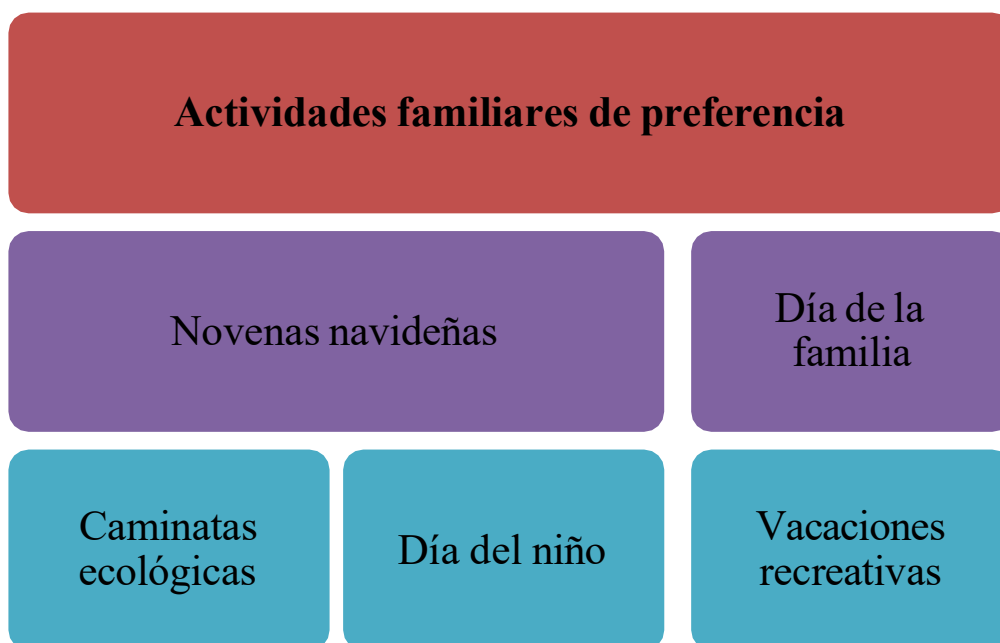 Actividades familiares de preferencia
Novenas navideñas
Día de la
familia
Caminatas
ecológicas
Día del niño
Vacaciones
recreativas